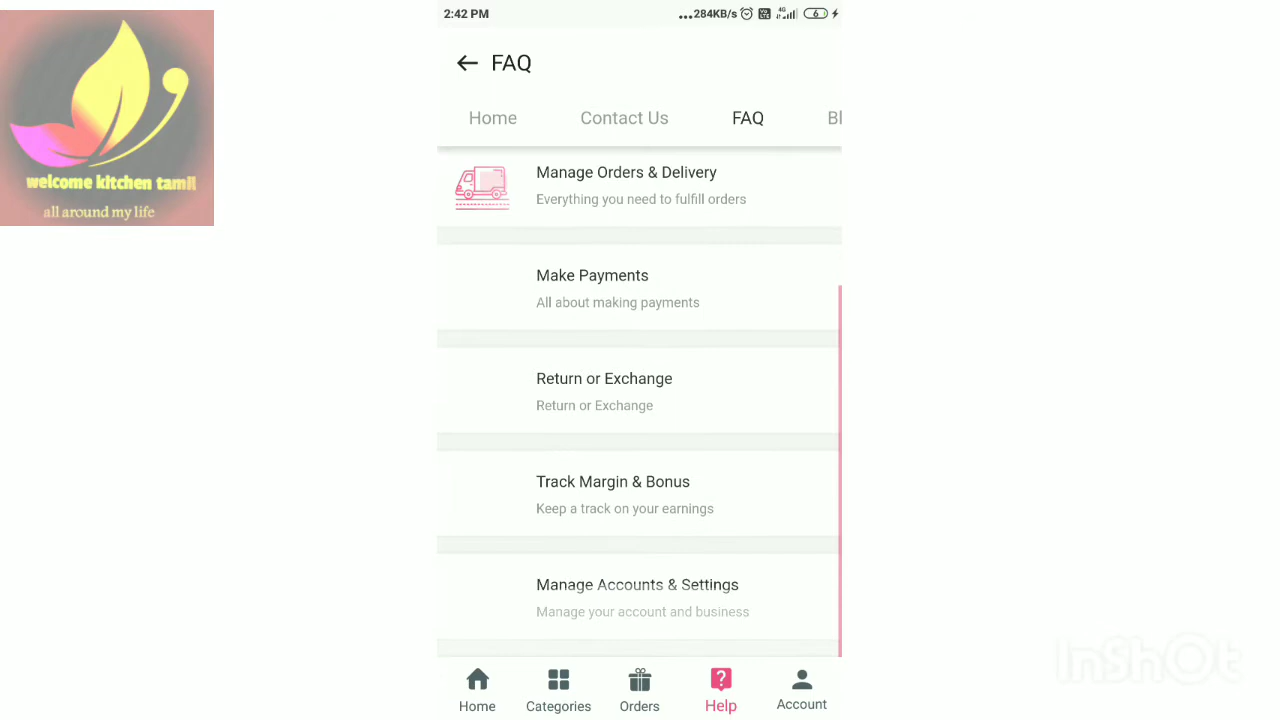 2:42 PM
...284KB/s
4G
6
FAQ
Home
Contact Us
FAQ
Bl
Manage Orders & Delivery
Everything you need to fulfill orders
Make Payments
All about making payments
Return or Exchange
Return or Exchange
Track Margin & Bonus
Keep a track on your earnings
Manage Accounts & Settings
Manage your account and business
Home
Categories
Orders
Help
Account
welcome kitchen tamil
all around my life
InShOt